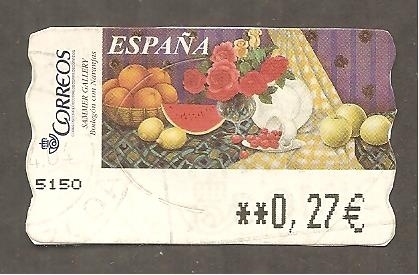 ESPAÑA
CORREOS
SAMMER GALLERY
Bodegón con Naranjas
5150
**0,27€